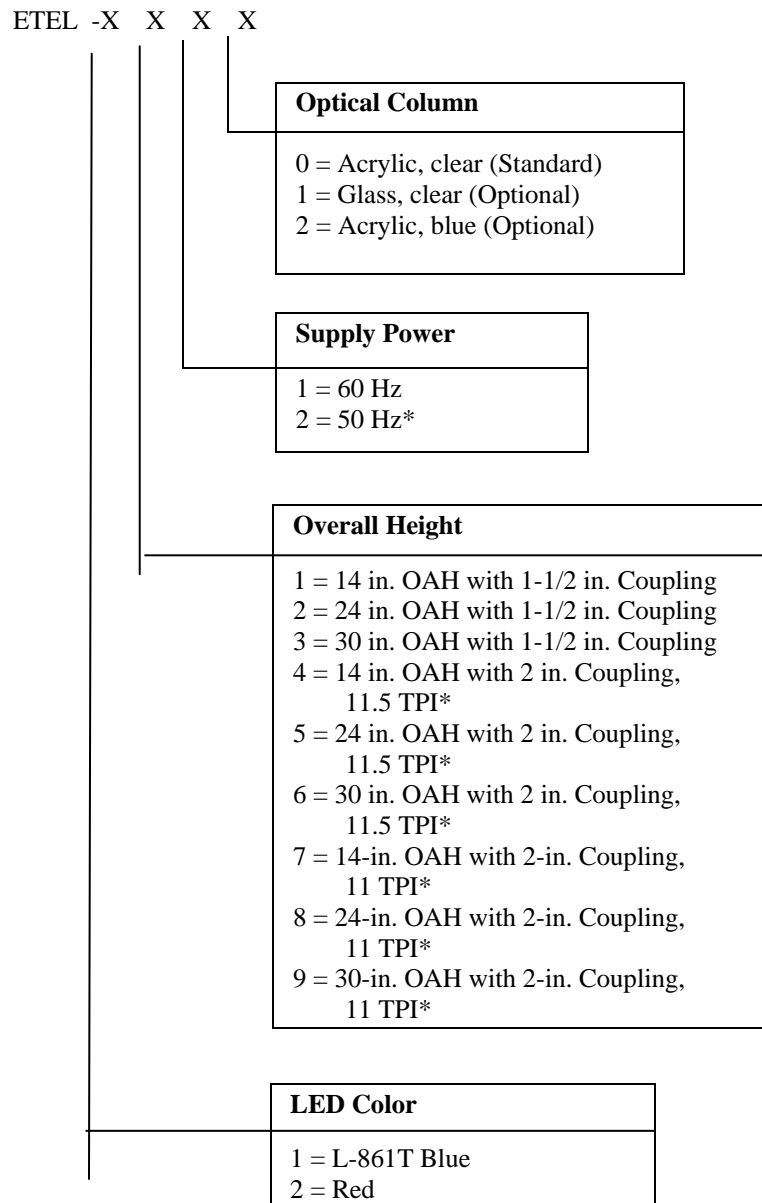 ETEL -X X X X
Optical Column
0 = Acrylic, clear (Standard)
1 = Glass, clear (Optional)
2 = Acrylic, blue (Optional)
Supply Power
1 = 60 Hz
2 = 50 Hz*
Overall Height
1 = 14 in. OAH with 1-1/2 in. Coupling
2 = 24 in. OAH with 1-1/2 in. Coupling
3 = 30 in. OAH with 1-1/2 in. Coupling
4 = 14 in. OAH with 2 in. Coupling,
11.5 TPI*
5 = 24 in. OAH with 2 in. Coupling,
11.5 TPI*
6 = 30 in. OAH with 2 in. Coupling,
11.5 TPI*
7 = 14-in. OAH with 2-in. Coupling,
11 TPI*
8 = 24-in. OAH with 2-in. Coupling,
11 TPI*
9 = 30-in. OAH with 2-in. Coupling,
11 TPI*
LED Color
1 = L-861T Blue
2 = Red